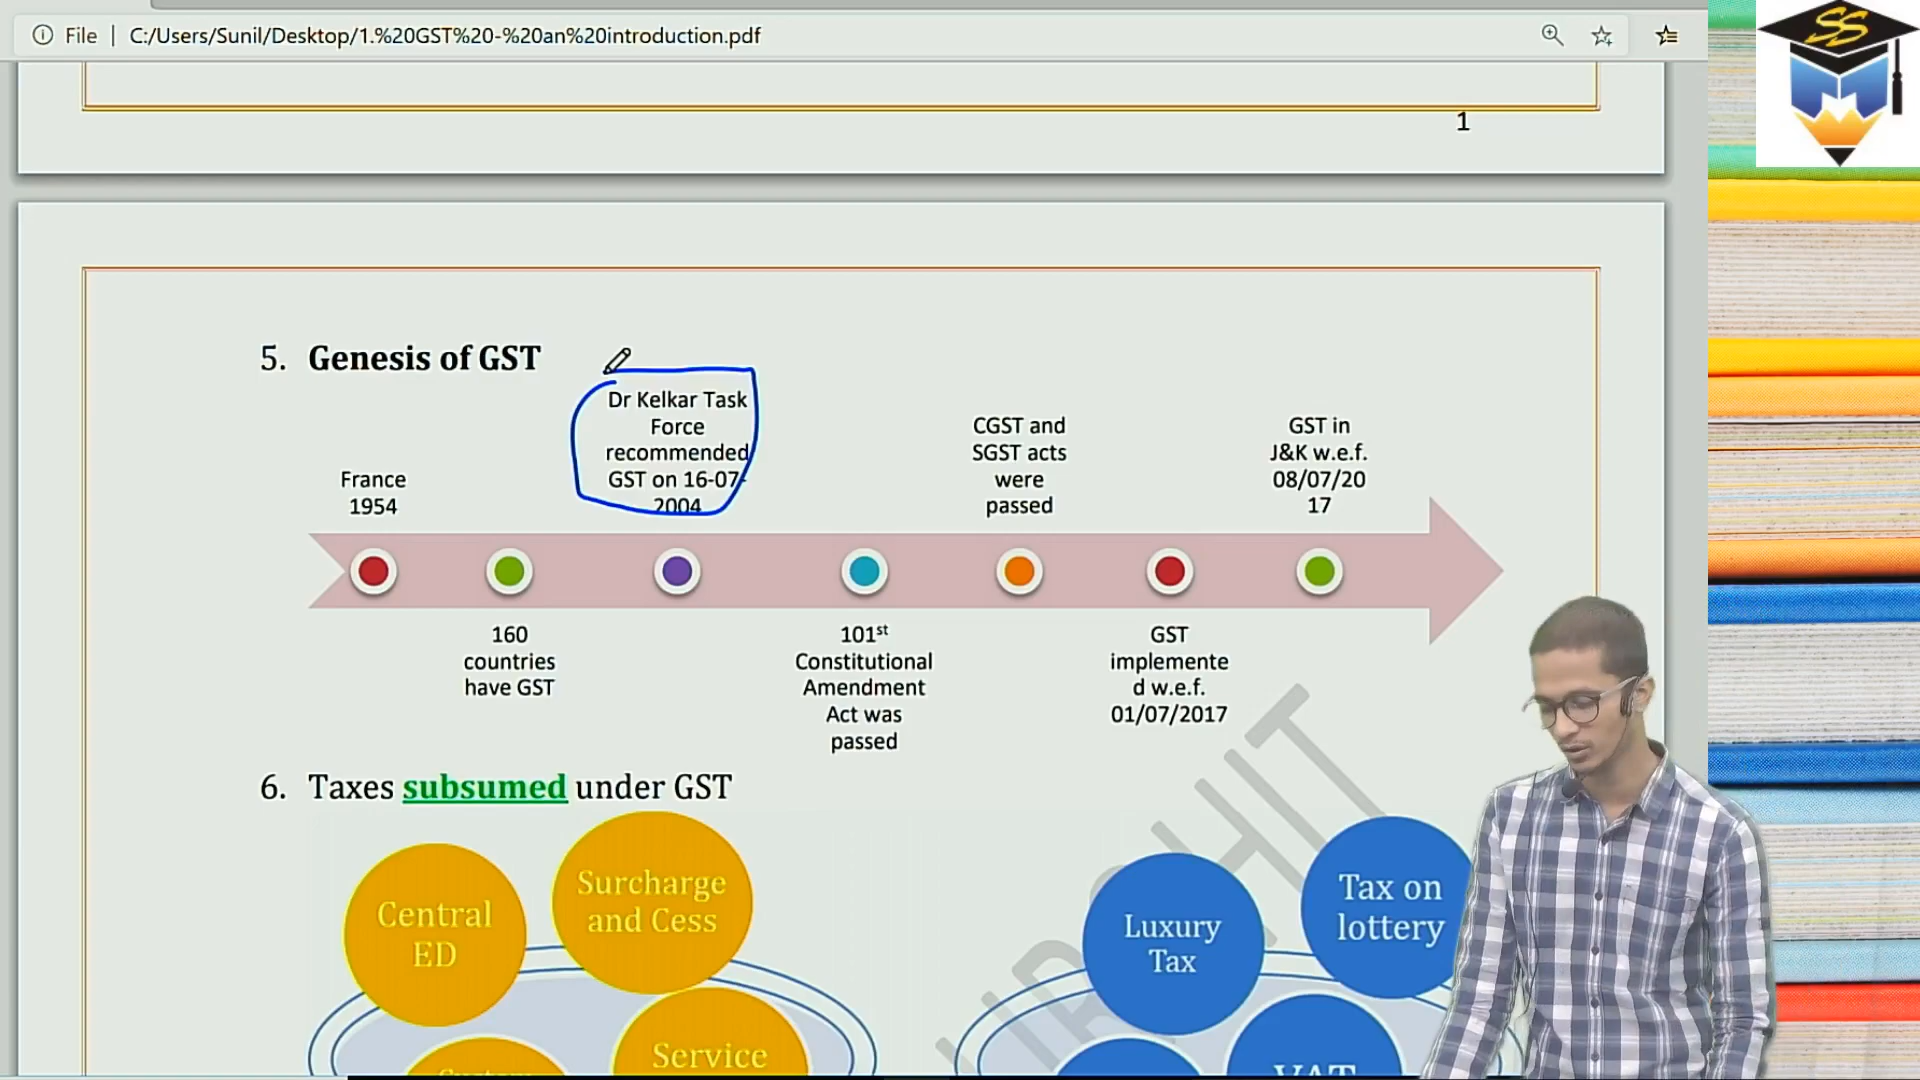 File | C:/Users/Sunil/Desktop/1.%20GST%20-%20an%20introduction.pdf
SS
1
5. Genesis of GST
France
1954
160
countries
have GST
Dr Kelkar Task
Force
recommended
GST on 16-07-
2004
101st
Constitutional
Amendment
Act was
passed
CGST and
SGST acts
were
passed
GST
implemente
d w.e.f.
01/07/2017
GST in
J&K w.e.f.
08/07/20
17
6. Taxes subsumed under GST
Central
ED
Surcharge
and Cess
Service
Luxury
Tax
Tax on
lottery
VAT